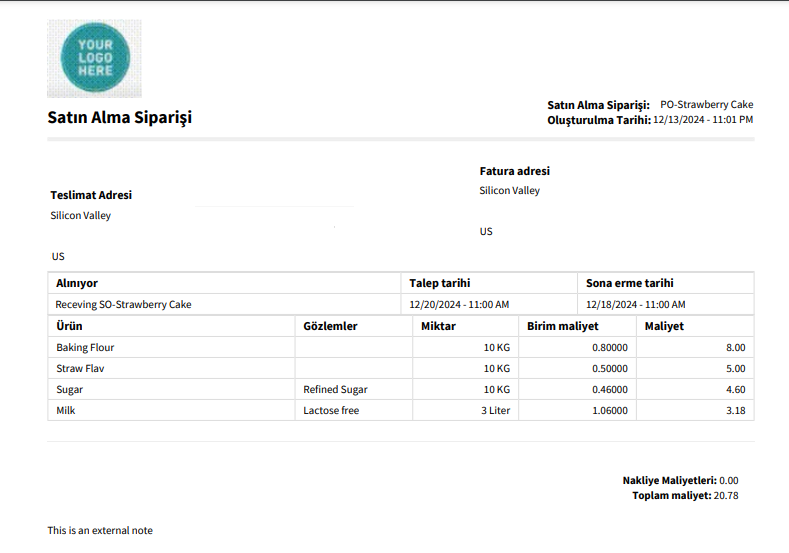 YOUR
LOGO
HERE
Satın Alma Siparişi
Satın Alma Siparişi: PO-Strawberry Cake
Oluşturulma Tarihi: 12/13/2024 - 11:01 PM
Teslimat Adresi
Silicon Valley
US
Fatura adresi
Silicon Valley
US
Alınıyor Talep tarihi Sona erme tarihi
Receving SO-Strawberry Cake 12/20/2024 - 11:00 AM 12/18/2024 - 11:00 AM
Ürün Gözlemler Miktar Birim maliyet Maliyet
Baking Flour 10 KG 0.80000 8.00
Straw Flav 10 KG 0.50000 5.00
Sugar Refined Sugar 10 KG 0.46000 4.60
Milk Lactose free 3 Liter 1.06000 3.18
Nakliye Maliyetleri: 0.00
Toplam maliyet: 20.78
This is an external note